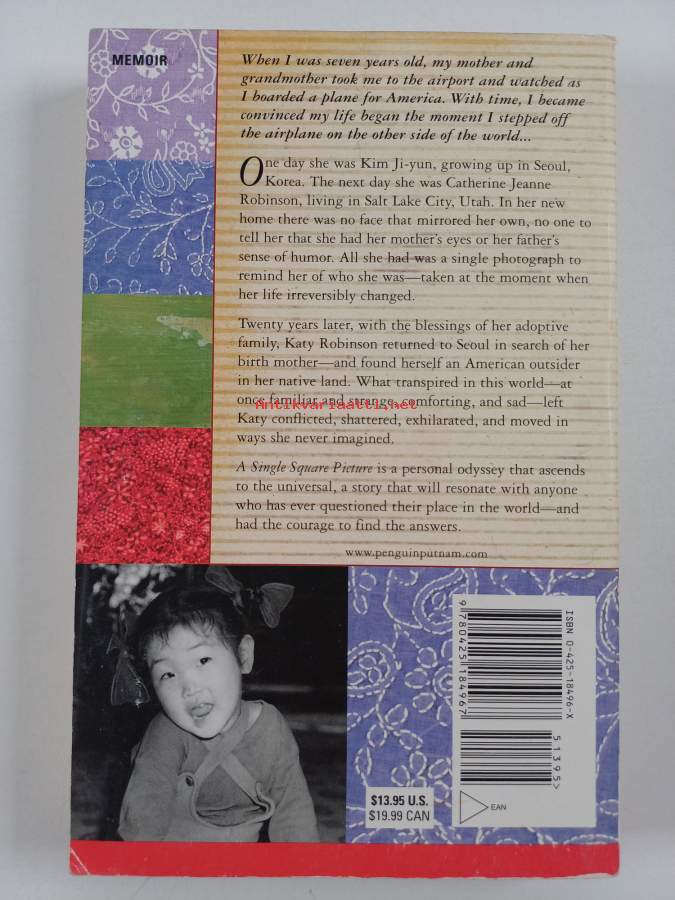 MEMOIR
When I was seven years old, my mother and
grandmother took me to the airport and watched as
I boarded a plane for America. With time, I became
convinced my life began the moment I stepped off
the airplane on the other side of the world...
One day she was Kim Ji-yun, growing up in Seoul,
Korea. The next day she was Catherine Jeanne
Robinson, living in Salt Lake City, Utah. In her new
home there was no face that mirrored her own, no one to
tell her that she had her mother's eyes or her father's
sense of humor. All she had was a single photograph to
remind her of who she was—taken at the moment when
her life irreversibly changed.
Twenty years later, with the blessings of her adoptive
family, Katy Robinson returned to Seoul in search of her
birth mother—and found herself an American outsider
in her native land. What transpired in this world—at
once familiar and strange, comforting, and sad—left
Antikvariaatti.net
Katy conflicted, shattered, exhilarated, and moved in
ways she never imagined.
A Single Square Picture is a personal odyssey that ascends
to the universal, a story that will resonate with anyone
who has ever questioned their place in the world—and
had the courage to find the answers.
www.penguinputnam.com
ISBN 0-425-18496-X
9 780425 184967
51395>
EAN
$13.95 U.S.
$19.99 CAN